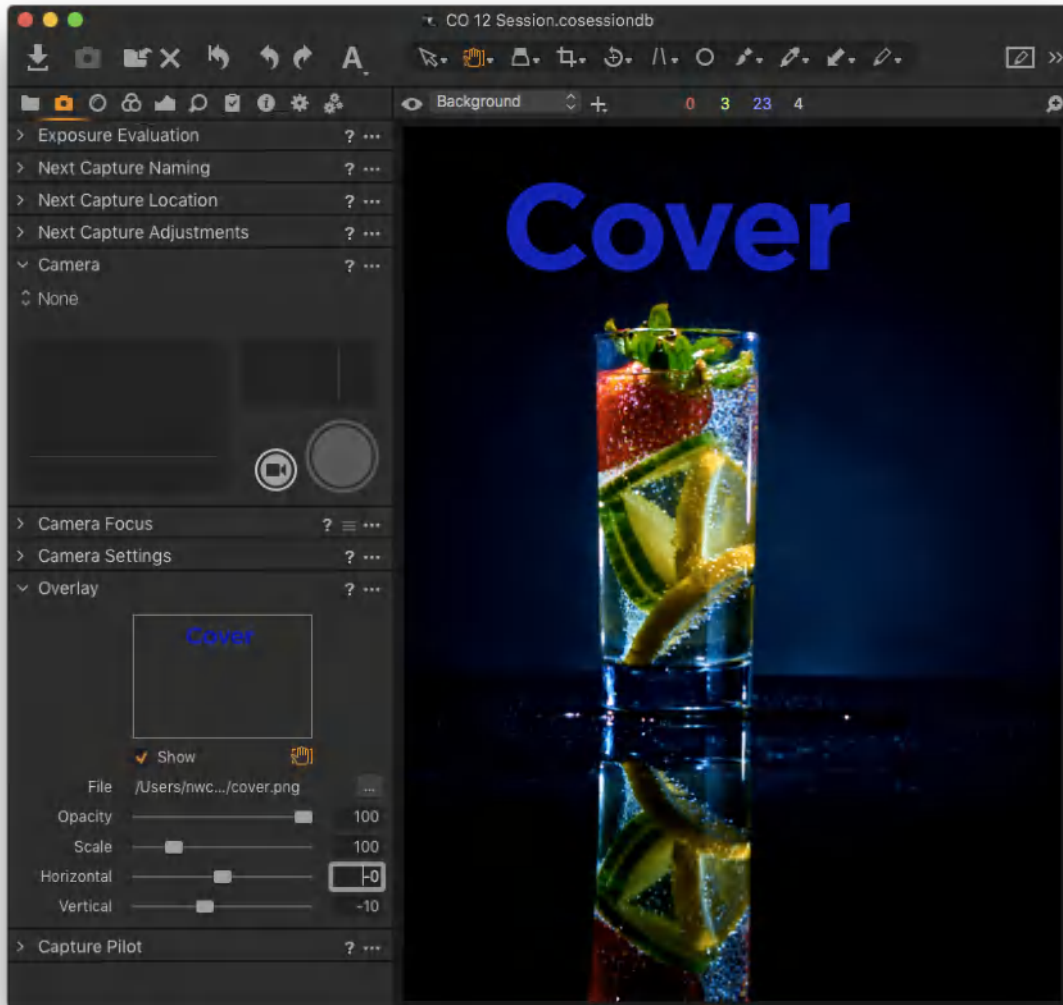 CO 12 Session.cosessiondb
A
Background
0 3 23 4
Exposure Evaluation ? ...
Next Capture Naming ? ...
Next Capture Location ? ...
Next Capture Adjustments ? ...
Camera ? ...
None
Camera Focus ? ...
Camera Settings ? ...
Overlay ? ...
Cover
Show
File /Users/nwc.../cover.png ...
Opacity 100
Scale 100
Horizontal -0
Vertical -10
Capture Pilot ? ...
Cover